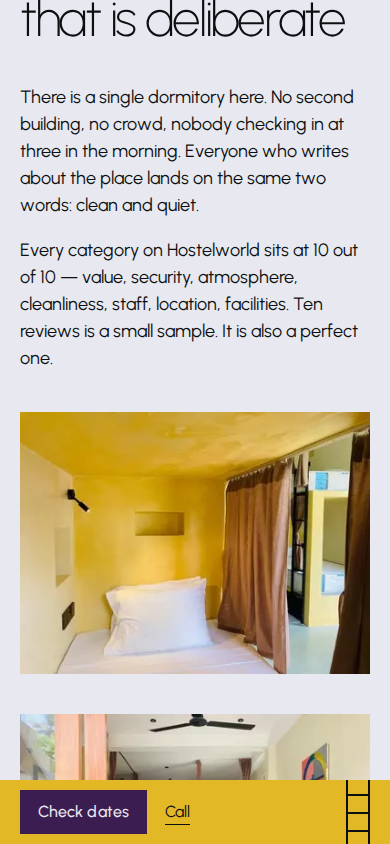 that is deliberate
There is a single dormitory here. No second
building, no crowd, nobody checking in at
three in the morning. Everyone who writes
about the place lands on the same two
words: clean and quiet.
Every category on Hostelworld sits at 10 out
of 10 — value, security, atmosphere,
cleanliness, staff, location, facilities. Ten
reviews is a small sample. It is also a perfect
one.
Check dates
Call